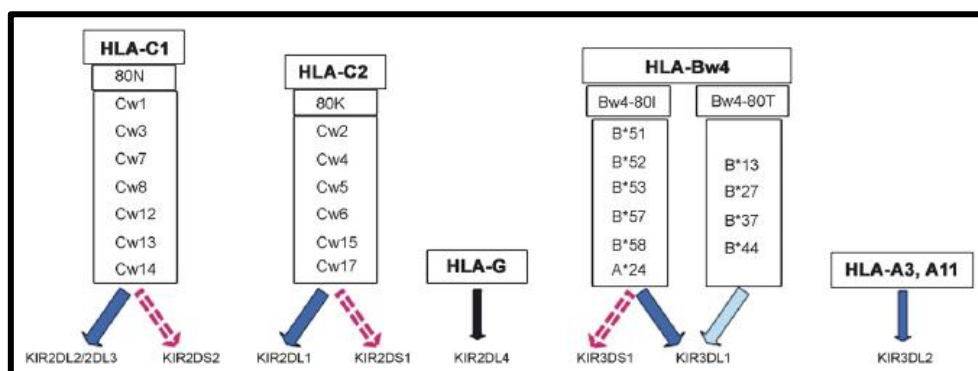 HLA-C1
80N
Cw1
Cw3
Cw7
Cw8
Cw12
Cw13
Cw14
KIR2DL2/2DL3
KIR2DS2
HLA-C2
80K
Cw2
Cw4
Cw5
Cw6
Cw15
Cw17
KIR2DL1
KIR2DS1
HLA-G
KIR2DL4
HLA-Bw4
Bw4-80I
B*51
B*52
B*53
B*57
B*58
A*24
Bw4-80T
B*13
B*27
B*37
B*44
KIR3DS1
KIR3DL1
HLA-A3, A11
KIR3DL2